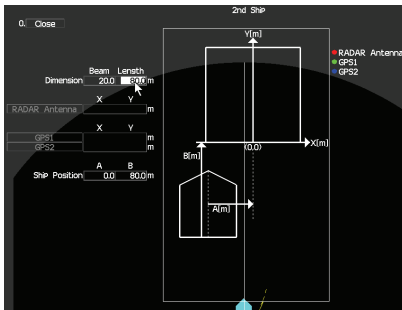 2nd Ship
0. Close
Y[m]
RADAR Antenna
GPS1
GPS2
Beam Length
Dimension 20.0 80.0 m
X Y
RADAR Antenna m
X Y
GPS1 m
GPS2 m
(0.0) X[m]
B[m]
A B
Ship Position 0.0 80.0 m
A[m]